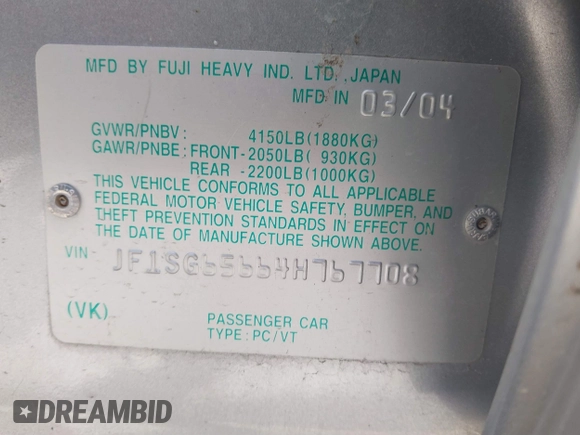 MFD BY FUJI HEAVY IND. LTD., JAPAN
MFD IN 03/04
GVWR/PNBV: 4150LB(1880KG)
GAWR/PNBE: FRONT-2050LB( 930KG)
REAR -2200LB(1000KG)
THIS VEHICLE CONFORMS TO ALL APPLICABLE
FEDERAL MOTOR VEHICLE SAFETY, BUMPER, AND
THEFT PREVENTION STANDARDS IN EFFECT ON
THE DATE OF MANUFACTURE SHOWN ABOVE.
VIN- JF1SG65664H767708
(VK) PASSENGER CAR
TYPE: PC/VT
DREAMBID